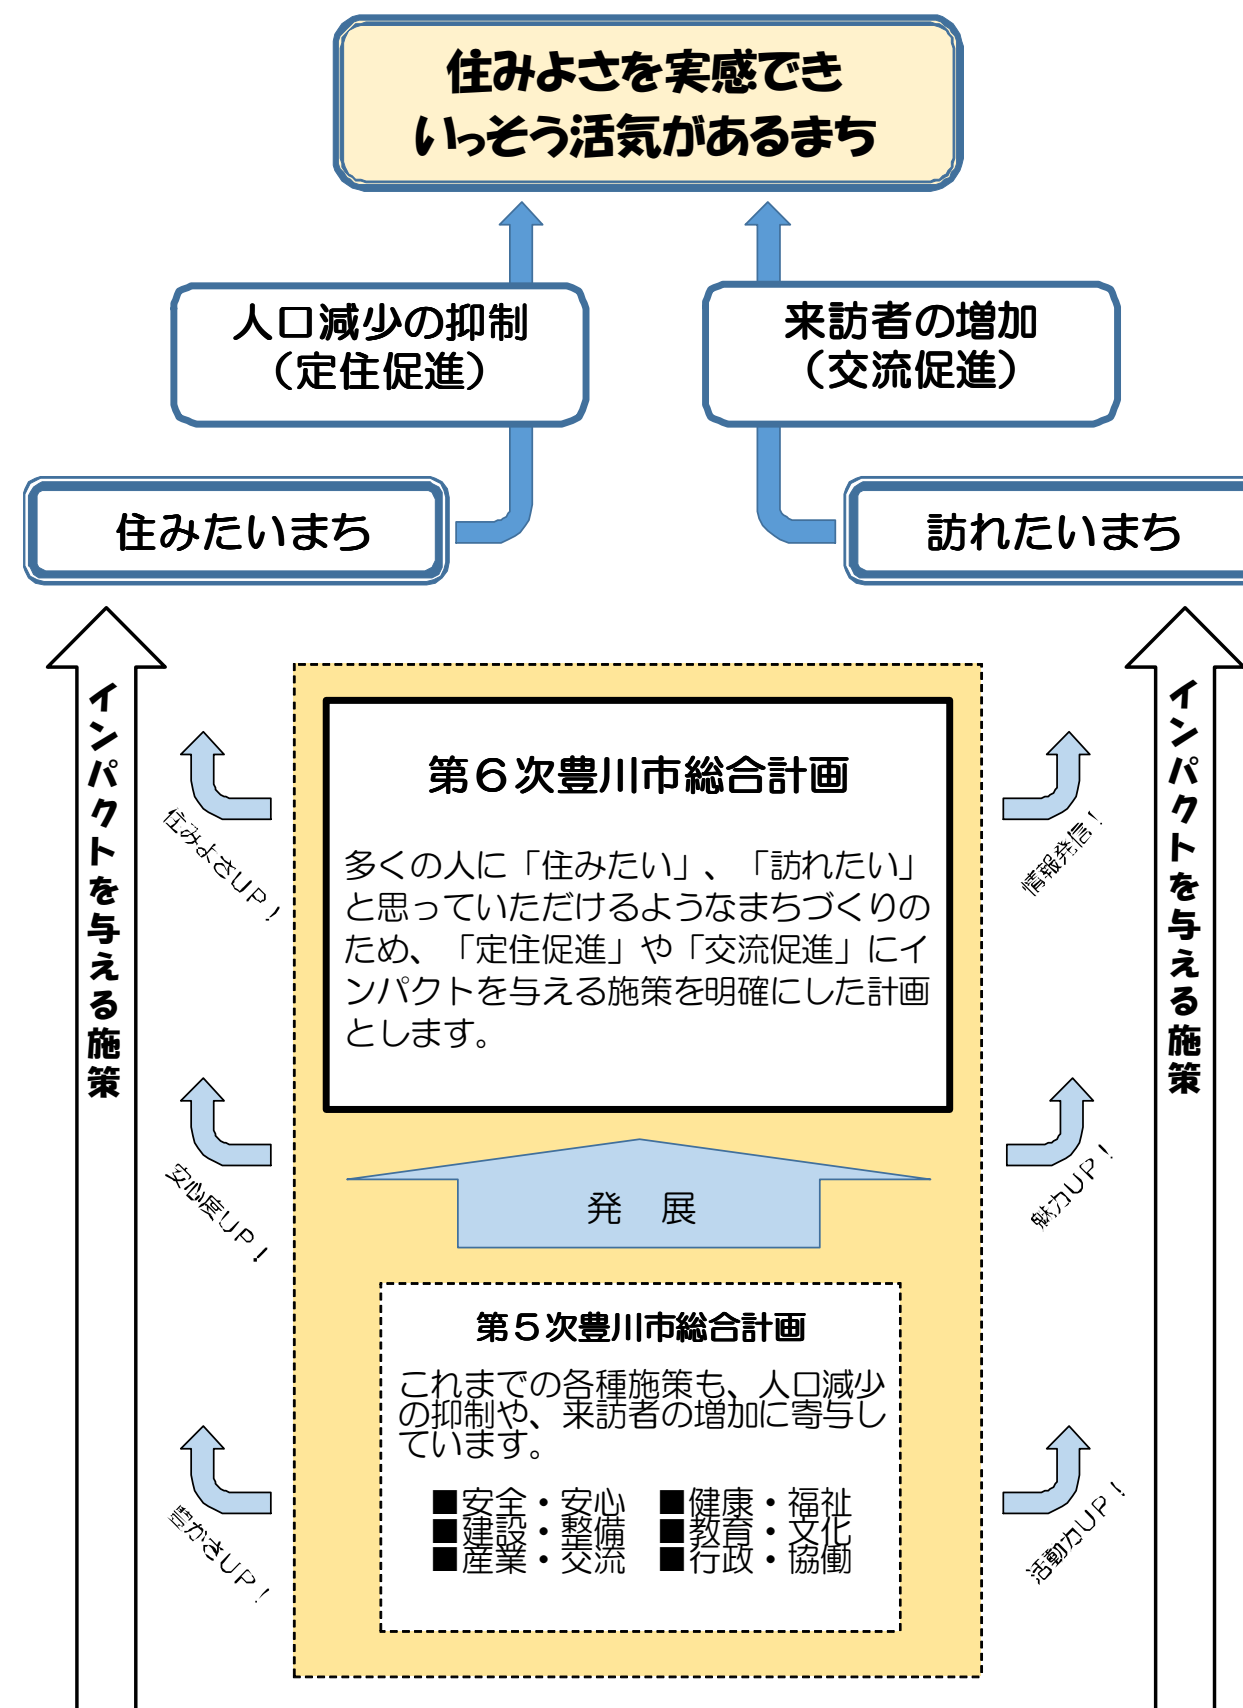 住みよさを実感でき
いっそう活気があるまち
人口減少の抑制
（定住促進）
来訪者の増加
（交流促進）
住みたいまち
訪れたいまち
インパクトを与える施策
インパクトを与える施策
第６次豊川市総合計画
多くの人に「住みたい」、「訪れたい」
と思っていただけるようなまちづくりの
ため、「定住促進」や「交流促進」にイ
ンパクトを与える施策を明確にした計画
とします。
住みよさＵＰ！
情報発信！
安心度ＵＰ！
魅力ＵＰ！
発　展
第５次豊川市総合計画
これまでの各種施策も、人口減少
の抑制や、来訪者の増加に寄与し
ています。
■安全・安心　■健康・福祉
■建設・整備　■教育・文化
■産業・交流　■行政・協働
豊かさＵＰ！
活動力ＵＰ！